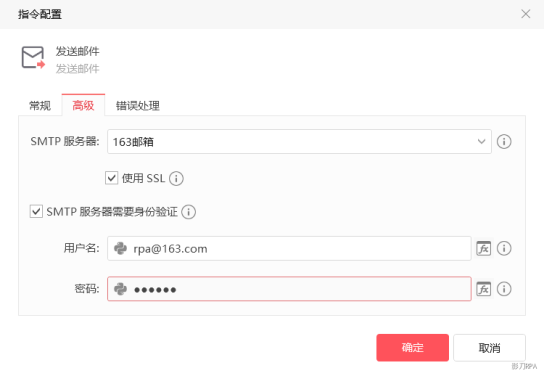 指令配置
发送邮件
发送邮件
常规 高级 错误处理
SMTP 服务器: 163邮箱
使用 SSL
SMTP 服务器需要身份验证
用户名: rpa@163.com
密码: ●●●●●●
确定 取消
影刀RPA